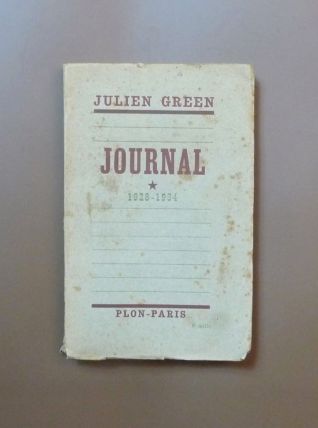 JULIEN GREEN
JOURNAL
★
1928-1934
PLON-PARIS